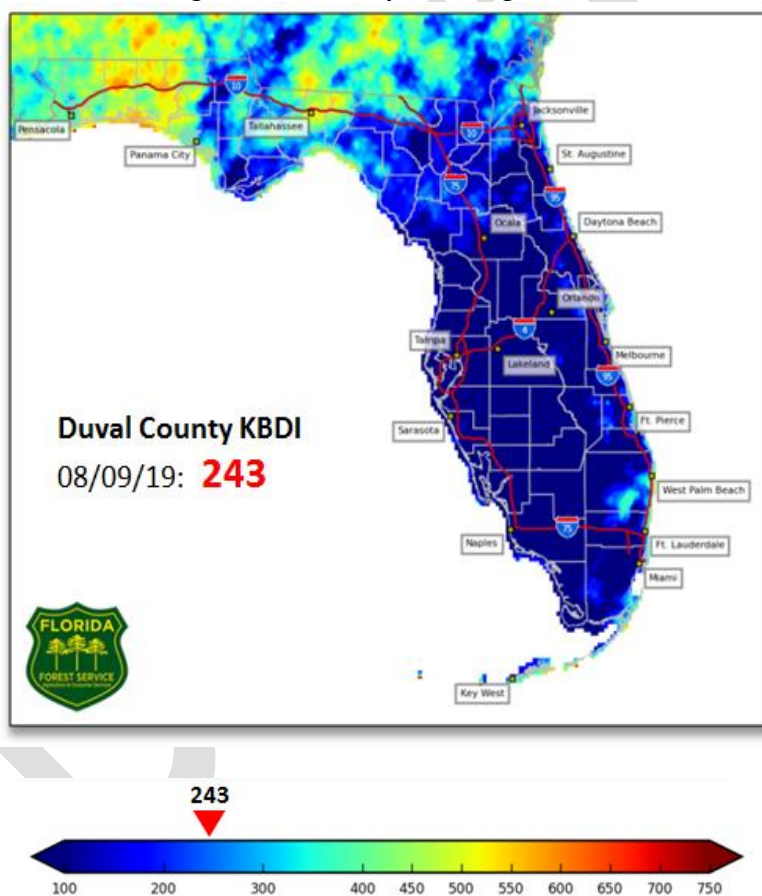 10
Pensacola
Tallahassee
Panama City
10
Jacksonville
St. Augustine
75
95
Ocala
Daytona Beach
Orlando
4
Tampa
Lakeland
Melbourne
95
Duval County KBDI
08/09/19: 243
Sarasota
Ft. Pierce
West Palm Beach
75
Naples
Ft. Lauderdale
Miami
FLORIDA
FOREST SERVICE
Key West
243
100 200 300 400 450 500 550 600 650 700 750